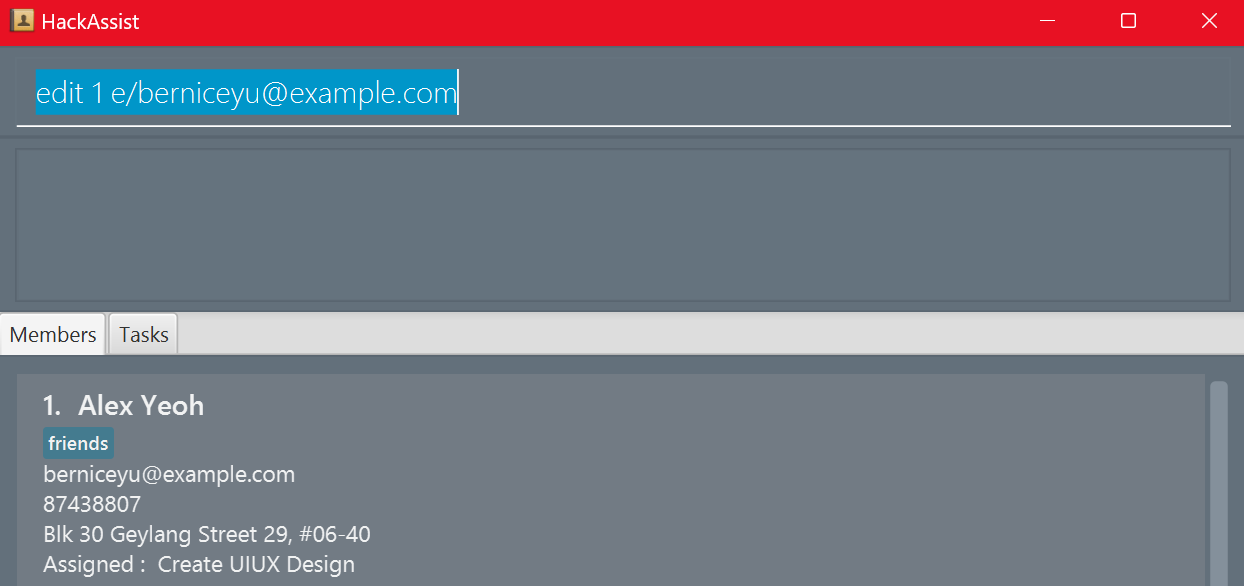 HackAssist
edit 1 e/berniceyu@example.com
Members Tasks
1. Alex Yeoh
friends
berniceyu@example.com
87438807
Blk 30 Geylang Street 29, #06-40
Assigned : Create UIUX Design